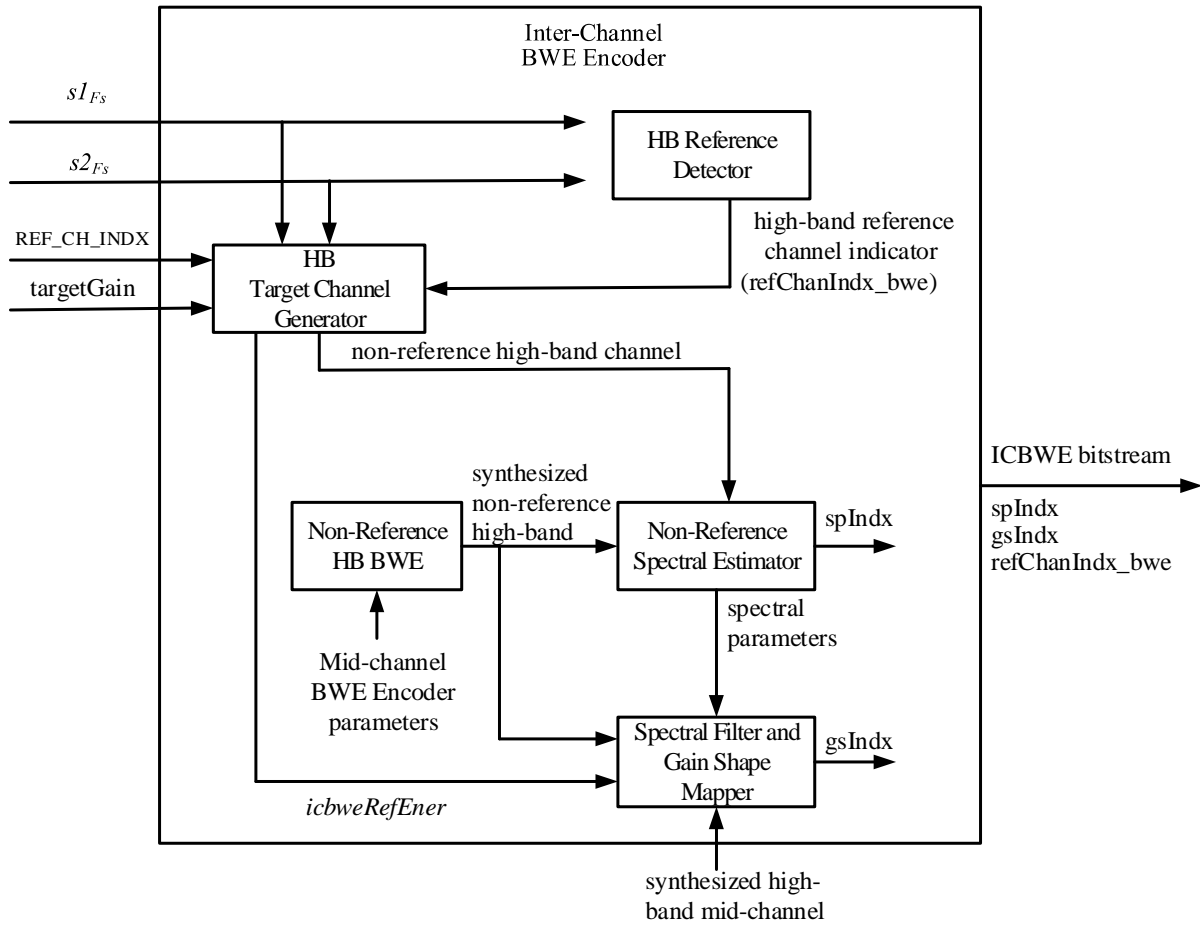 Inter-Channel
BWE Encoder
s1Fs
s2Fs
REF_CH_INDX
targetGain
HB Reference
Detector
high-band reference
channel indicator
(refChanIndx_bwe)
HB
Target Channel
Generator
non-reference high-band channel
ICBWE bitstream
spIndx
gsIndx
refChanIndx_bwe
synthesized
non-reference
high-band
Non-Reference
HB BWE
Non-Reference
Spectral Estimator
spIndx
spectral
parameters
Mid-channel
BWE Encoder
parameters
Spectral Filter and
Gain Shape
Mapper
gsIndx
icbweRefEner
synthesized high-
band mid-channel